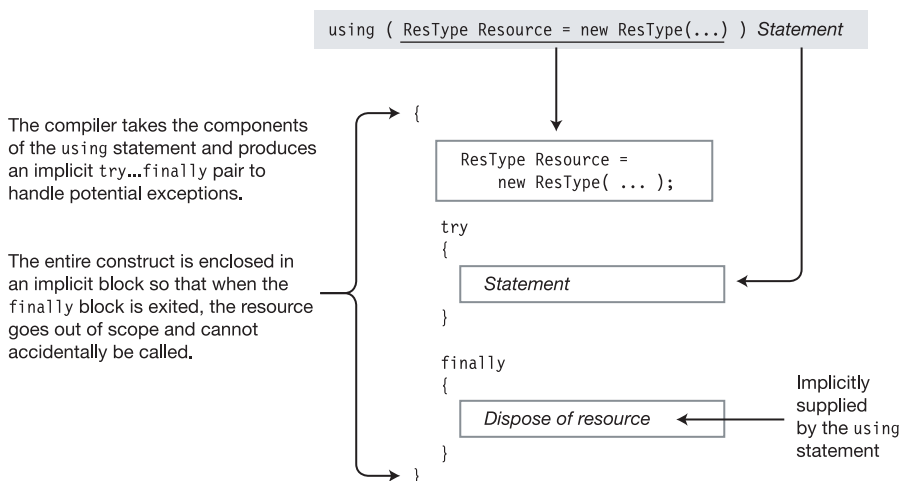 using ( ResType Resource = new ResType(...) ) Statement
The compiler takes the components
of the using statement and produces
an implicit try...finally pair to
handle potential exceptions.
The entire construct is enclosed in
an implicit block so that when the
finally block is exited, the resource
goes out of scope and cannot
accidentally be called.
{
ResType Resource =
new ResType( ... );
try
{
Statement
}
finally
{
Dispose of resource
}
}
Implicitly
supplied
by the using
statement